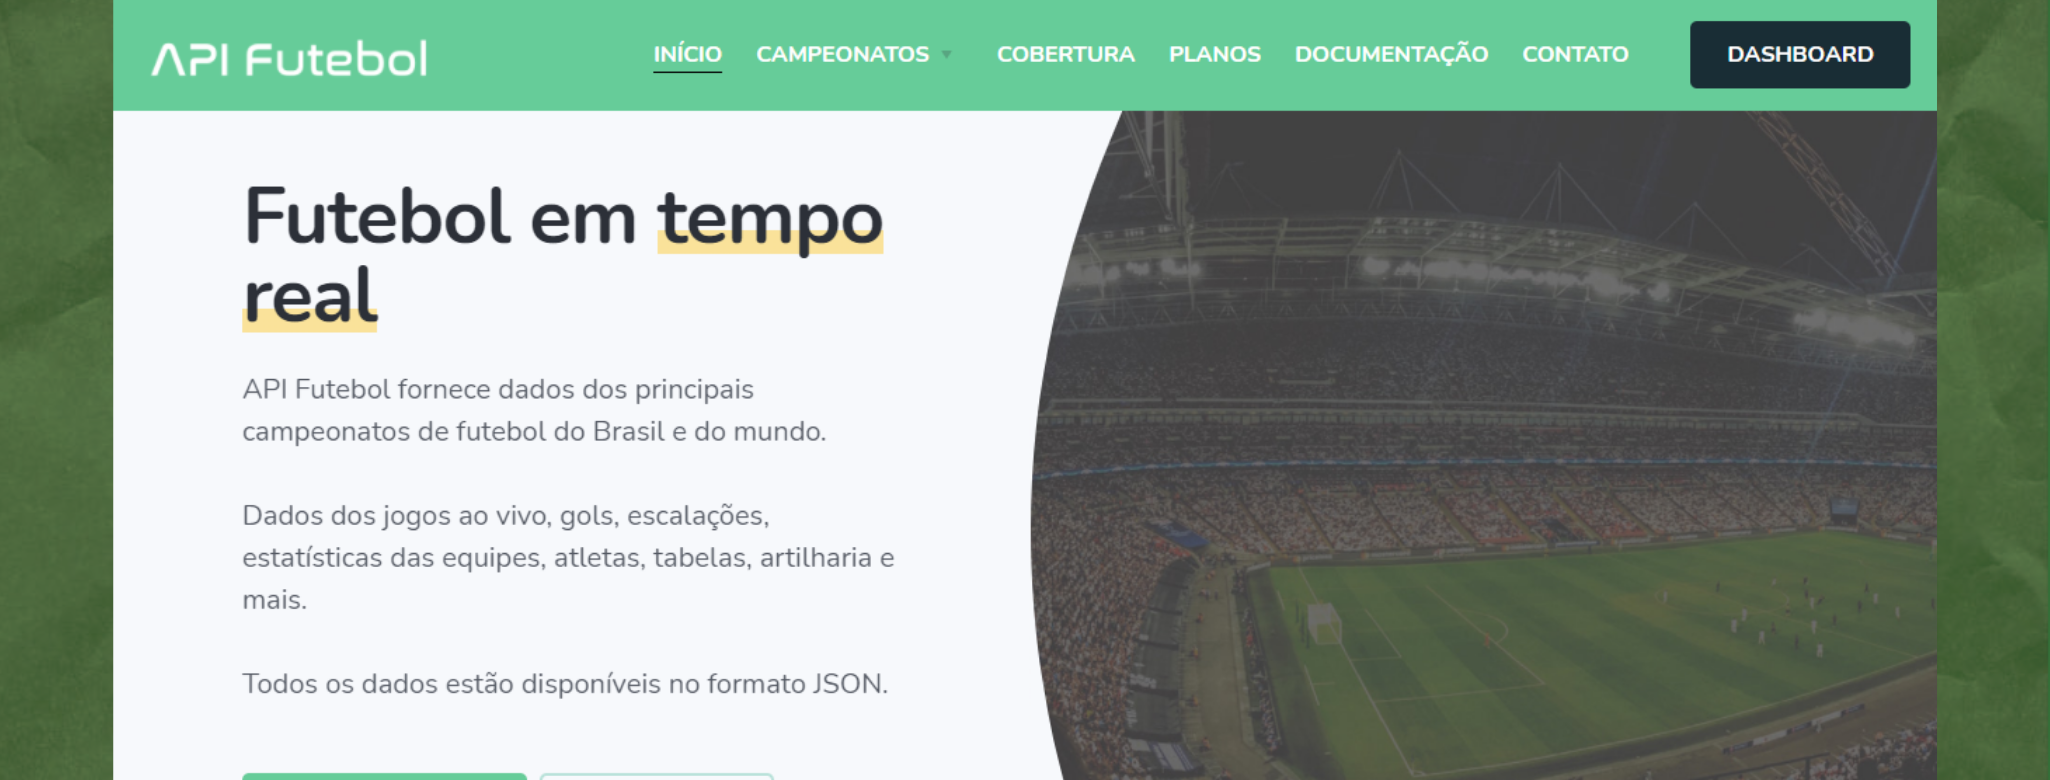 API Futebol
INÍCIO CAMPEONATOS COBERTURA PLANOS DOCUMENTAÇÃO CONTATO DASHBOARD
Futebol em tempo
real
API Futebol fornece dados dos principais
campeonatos de futebol do Brasil e do mundo.
Dados dos jogos ao vivo, gols, escalações,
estatísticas das equipes, atletas, tabelas, artilharia e
mais.
Todos os dados estão disponíveis no formato JSON.